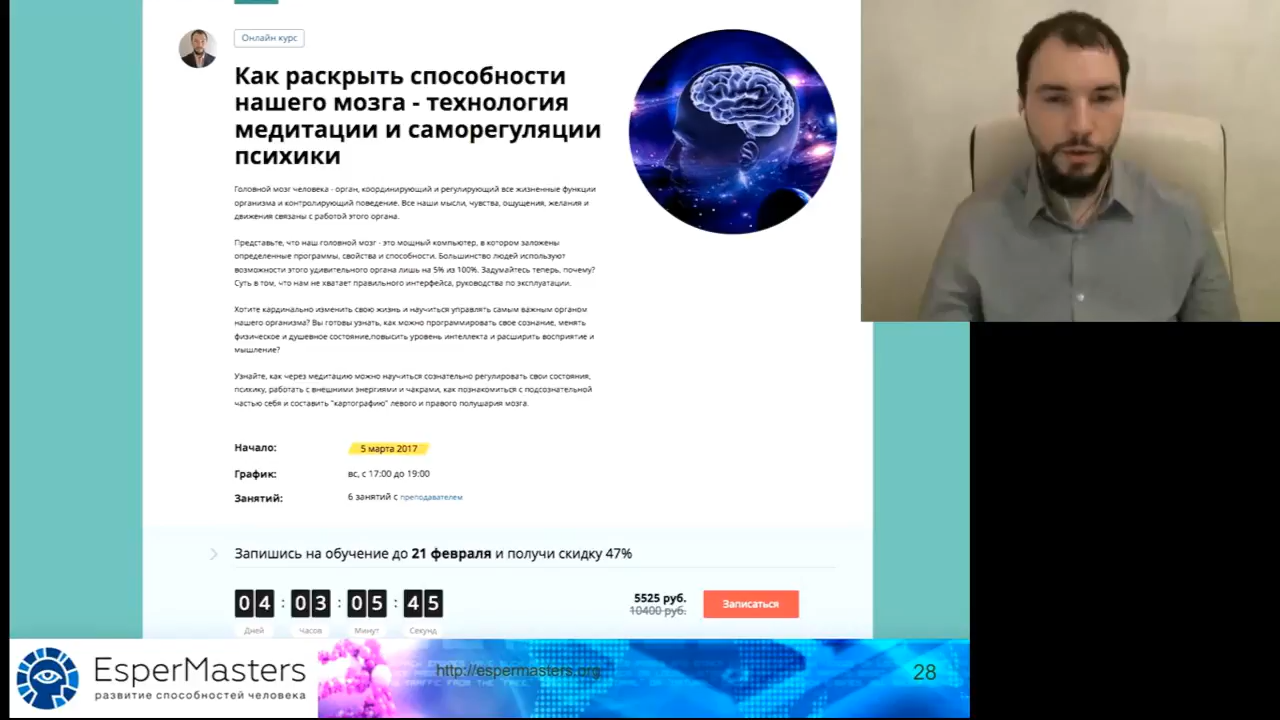 Онлайн курс
Как раскрыть способности
нашего мозга - технология
медитации и саморегуляции
психики
Головной мозг человека - орган, координирующий и регулирующий все жизненные функции
организма и контролирующий поведение. Все наши мысли, чувства, ощущения, желания и
движения связаны с работой этого органа.
Представьте, что наш головной мозг - это мощный компьютер, в котором заложены
определенные программы, свойства и способности. Большинство людей используют
возможности этого удивительного органа лишь на 5% из 100%. Задумайтесь теперь, почему?
Суть в том, что нам не хватает правильного интерфейса, руководства по эксплуатации.
Хотите кардинально изменить свою жизнь и научиться управлять самым важным органом
нашего организма? Вы готовы узнать, как можно программировать свое сознание, менять
физическое и душевное состояние,повысить уровень интеллекта и расширить восприятие и
мышление?
Узнайте, как через медитацию можно научиться сознательно регулировать свои состояния,
психику, работать с внешними энергиями и чакрами, как познакомиться с подсознательной
частью себя и составить "картографию" левого и правого полушария мозга.
Начало: 5 марта 2017
График: вс, с 17:00 до 19:00
Занятий: 6 занятий с преподавателем
Запишись на обучение до 21 февраля и получи скидку 47%
04 : 03 : 05 : 45
Дней Часов Минут Секунд
5525 руб.
10400 руб.
Записаться
EsperMasters
развитие способностей человека
http://espermasters.org
28